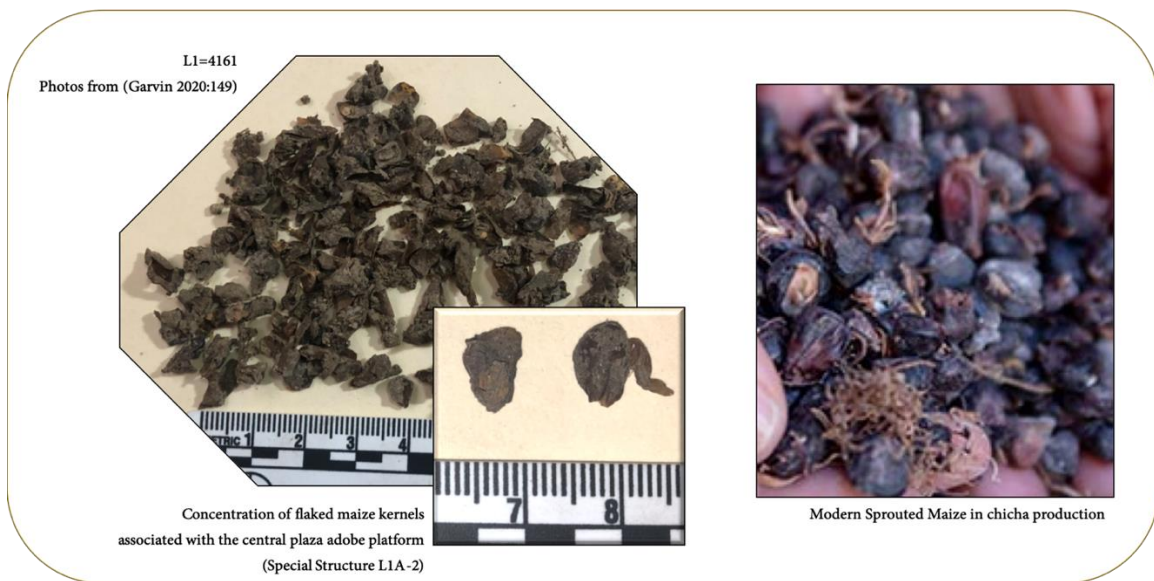 L1=4161
Photos from (Garvin 2020:149)
METRIC 1 2 3 4
7 8
Concentration of flaked maize kernels
associated with the central plaza adobe platform
(Special Structure L1A-2)
Modern Sprouted Maize in chicha production